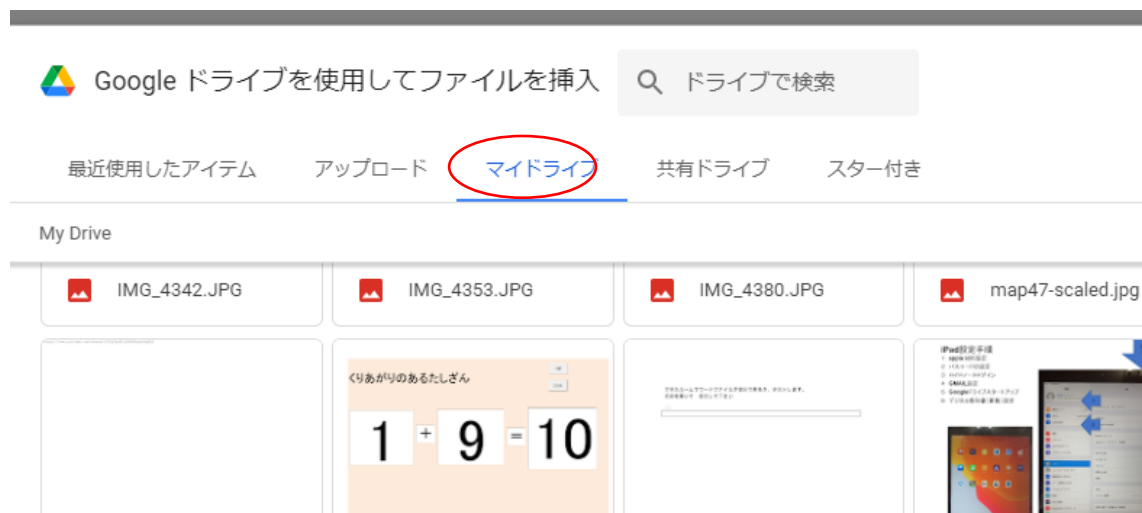 Google ドライブを使用してファイルを挿入
ドライブで検索
最近使用したアイテム
アップロード
マイドライブ
共有ドライブ
スター付き
My Drive
IMG_4342.JPG
IMG_4353.JPG
IMG_4380.JPG
map47-scaled.jpg
くりあがりのあるたしざん
1 + 9 = 10
iPad設定手順